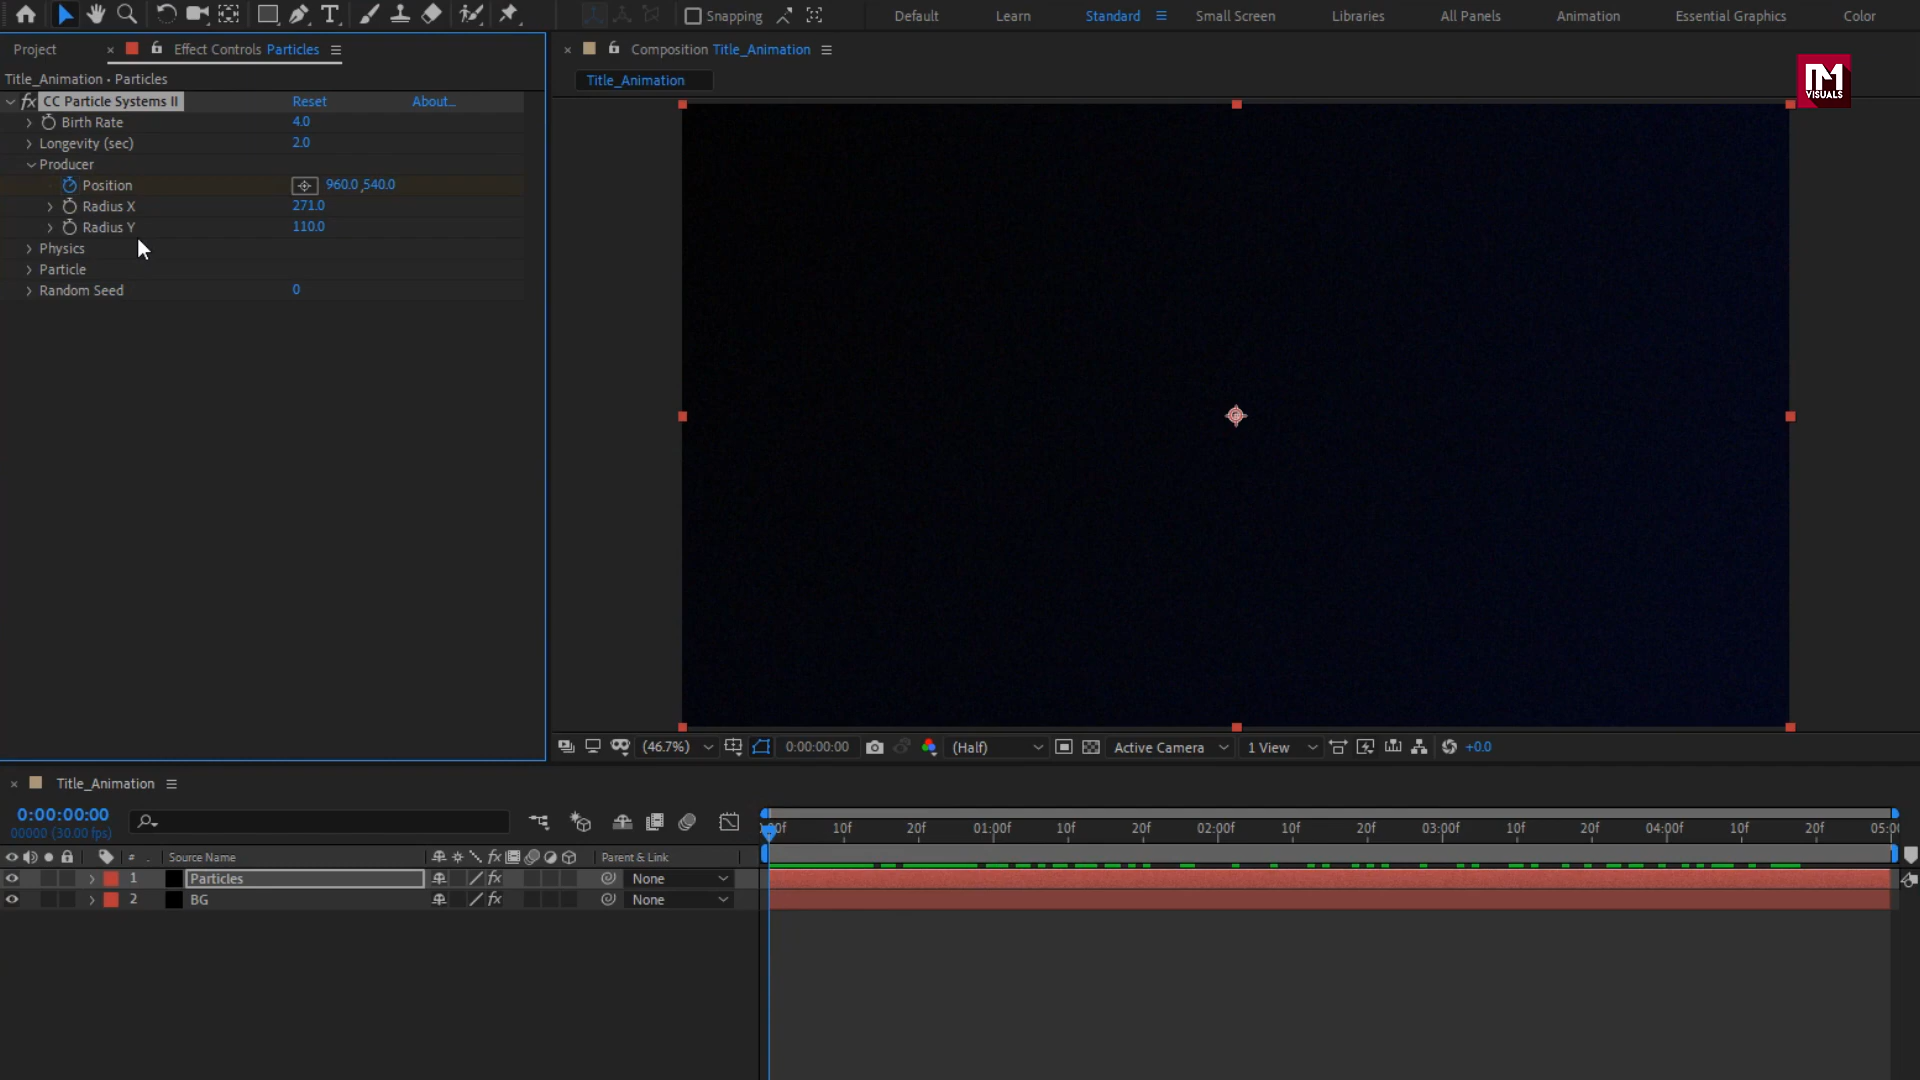 Snapping
Default
Learn
Standard
Small Screen
Libraries
All Panels
Animation
Essential Graphics
Color
Project
Effect Controls Particles
Title_Animation • Particles
fx CC Particle Systems II Reset About...
Birth Rate 4.0
Longevity (sec) 2.0
Producer
Position 960.0 ,540.0
Radius X 271.0
Radius Y 110.0
Physics
Particle
Random Seed 0
Composition Title_Animation
Title_Animation
M
VISUALS
(46.7%) 0:00:00:00 (Half) Active Camera 1 View +0.0
Title_Animation
0:00:00:00
00000 (30.00 fps)
10f 20f 01:00f 10f 20f 02:00f 10f 20f 03:00f 10f 20f 04:00f 10f 20f
# Source Name fx Parent & Link
1 Particles fx None
2 BG fx None